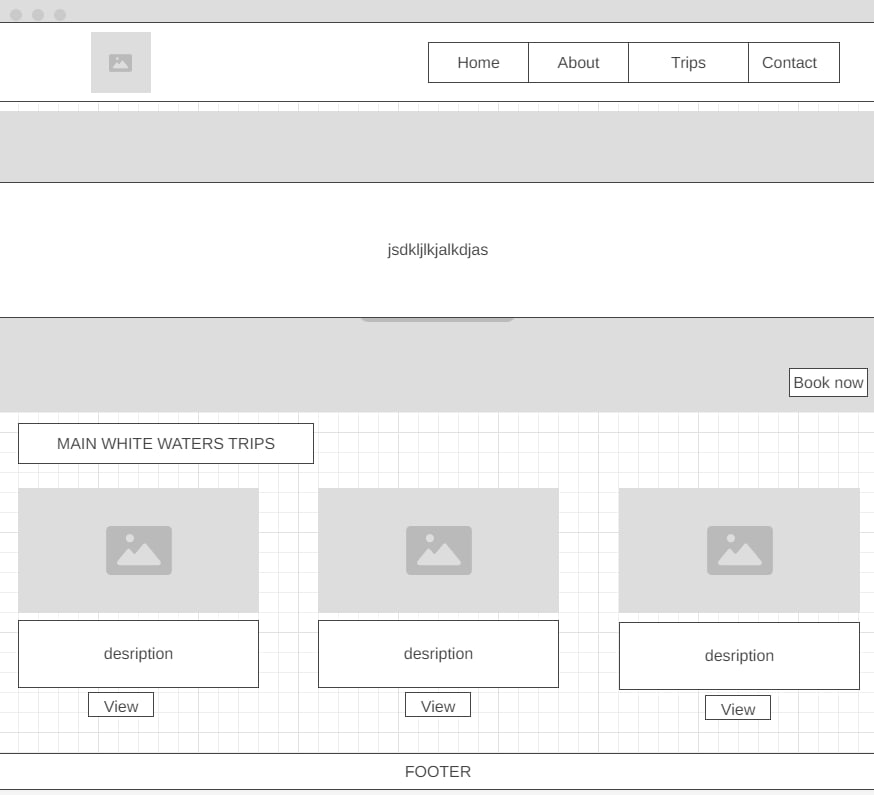 Home About Trips Contact
jsdkljlkjalkdjas
Book now
MAIN WHITE WATERS TRIPS
desription desription desription
View View View
FOOTER